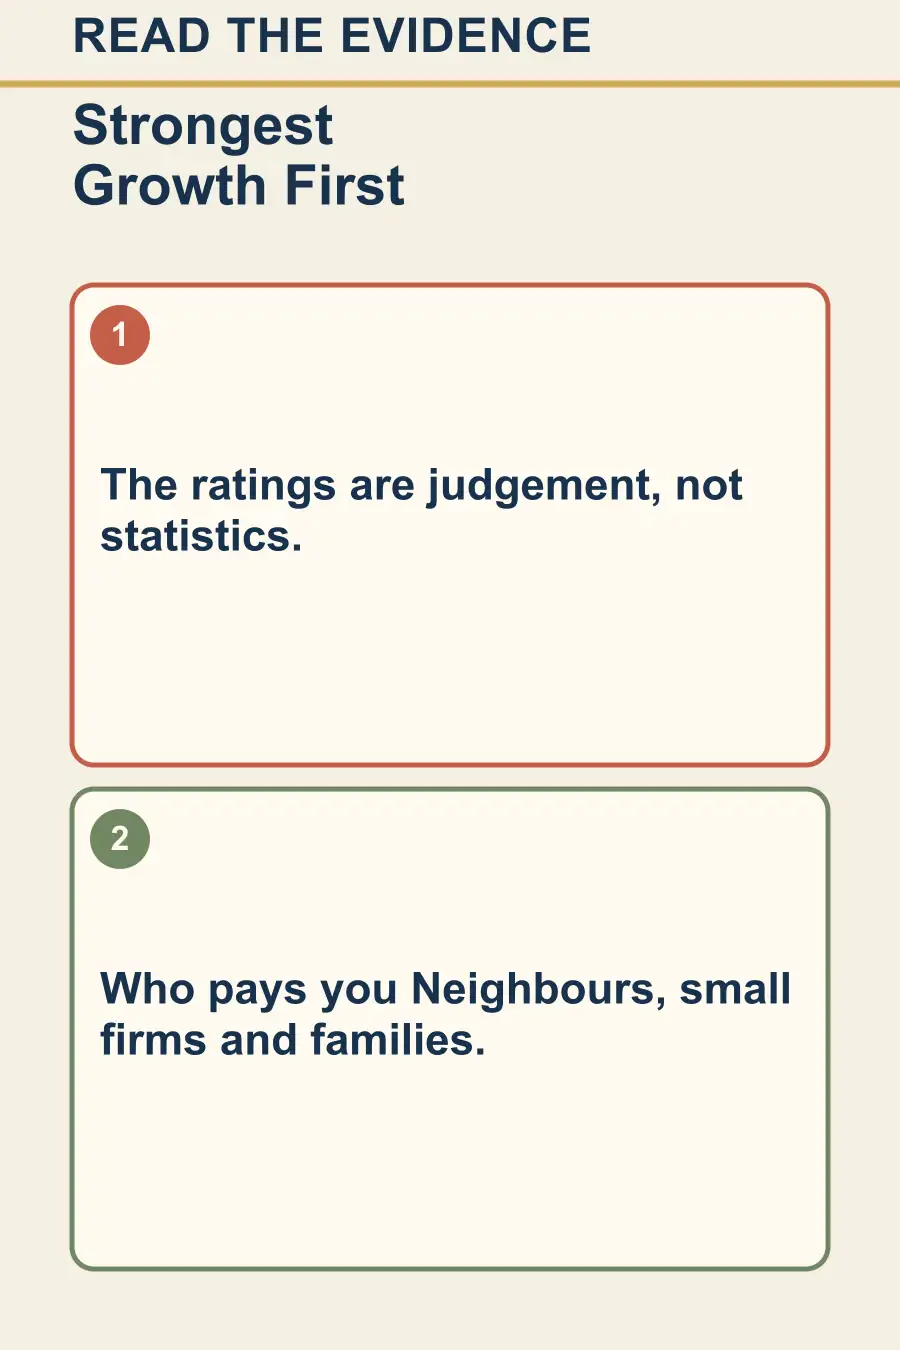 READ THE EVIDENCE
Strongest
Growth First
1
The ratings are judgement, not
statistics.
2
Who pays you Neighbours, small
firms and families.